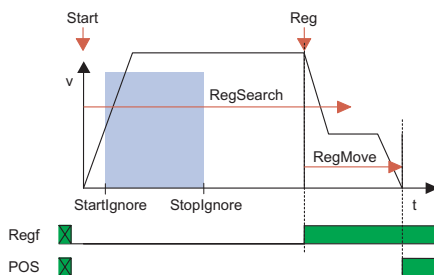 Start Reg
v
RegSearch
RegMove
StartIgnore StopIgnore t
Regf
POS